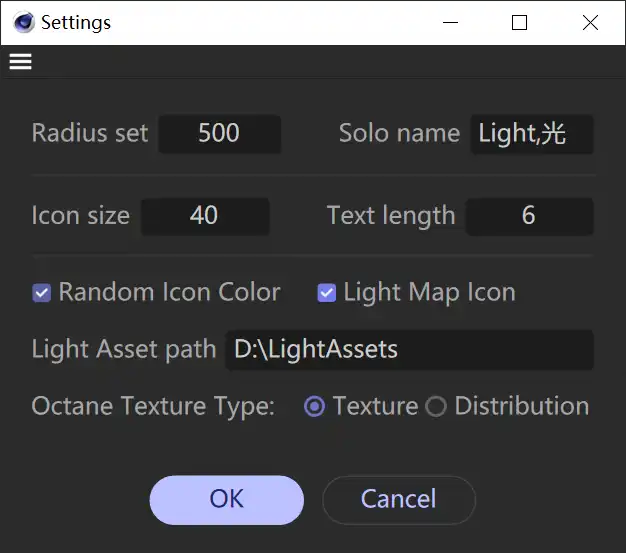 Settings
Radius set 500 Solo name Light,光
Icon size 40 Text length 6
Random Icon Color Light Map Icon
Light Asset path D:\LightAssets
Octane Texture Type: Texture Distribution
OK Cancel